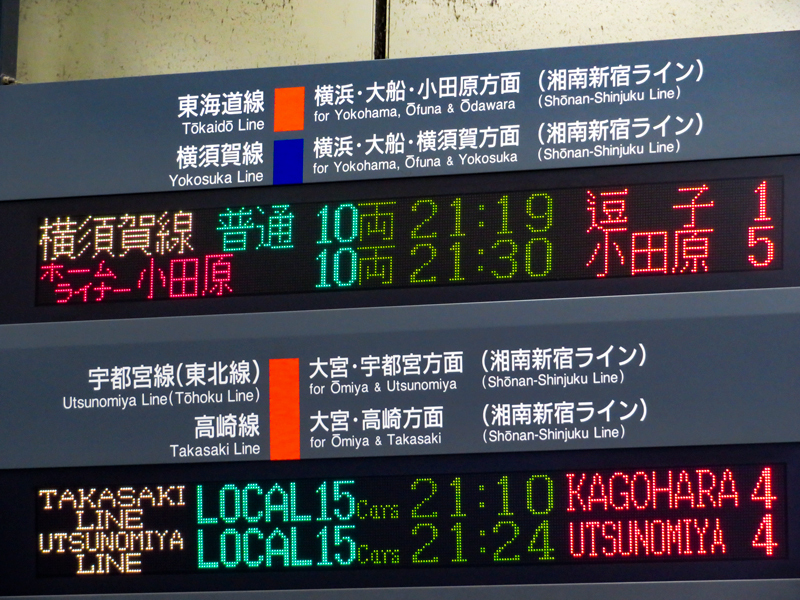 東海道線 横浜・大船・小田原方面 (湘南新宿ライン)
Tōkaidō Line for Yokohama, Ōfuna & Ōdawara (Shōnan-Shinjuku Line)
横須賀線 横浜・大船・横須賀方面 (湘南新宿ライン)
Yokosuka Line for Yokohama, Ōfuna & Yokosuka (Shōnan-Shinjuku Line)
横須賀線 普通 10両 21:19 逗子 1
ホームライナー小田原 10両 21:30 小田原 5
宇都宮線(東北線) 大宮・宇都宮方面 (湘南新宿ライン)
Utsunomiya Line(Tōhoku Line) for Ōmiya & Utsunomiya (Shōnan-Shinjuku Line)
高崎線 大宮・高崎方面 (湘南新宿ライン)
Takasaki Line for Ōmiya & Takasaki (Shōnan-Shinjuku Line)
TAKASAKI LINE LOCAL 15 Cars 21:10 KAGOHARA 4
UTSUNOMIYA LINE LOCAL 15 Cars 21:24 UTSUNOMIYA 4